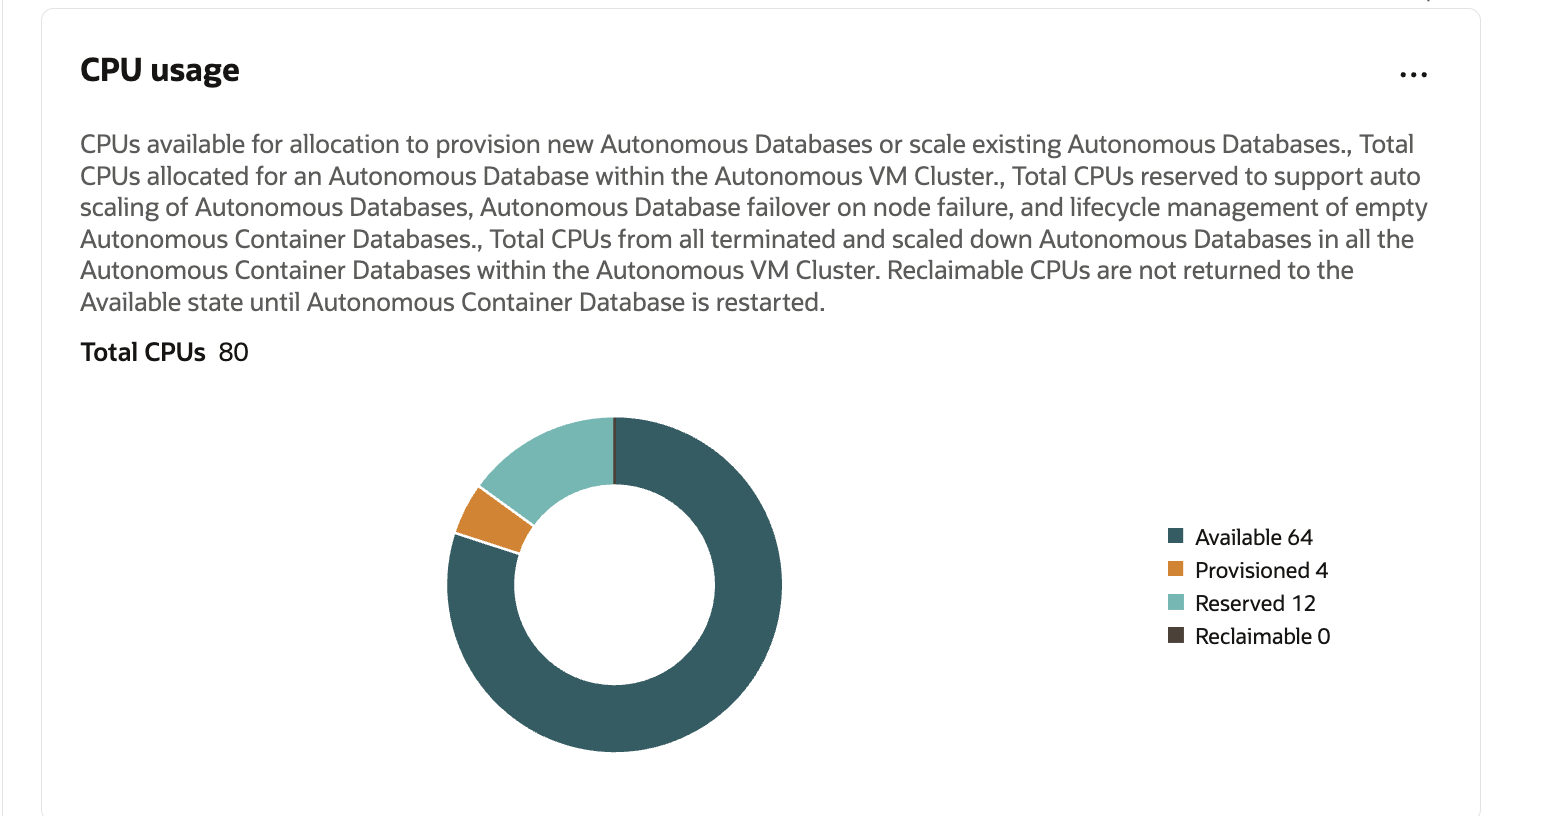 CPU usage
CPUs available for allocation to provision new Autonomous Databases or scale existing Autonomous Databases., Total
CPUs allocated for an Autonomous Database within the Autonomous VM Cluster., Total CPUs reserved to support auto
scaling of Autonomous Databases, Autonomous Database failover on node failure, and lifecycle management of empty
Autonomous Container Databases., Total CPUs from all terminated and scaled down Autonomous Databases in all the
Autonomous Container Databases within the Autonomous VM Cluster. Reclaimable CPUs are not returned to the
Available state until Autonomous Container Database is restarted.
Total CPUs 80
Available 64
Provisioned 4
Reserved 12
Reclaimable 0